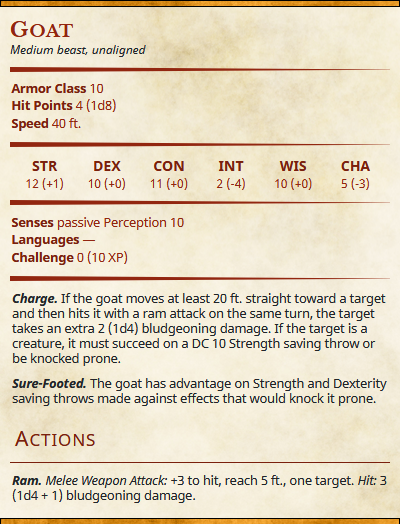 GOAT
Medium beast, unaligned
Armor Class 10
Hit Points 4 (1d8)
Speed 40 ft.
STR DEX CON INT WIS CHA
12 (+1) 10 (+0) 11 (+0) 2 (-4) 10 (+0) 5 (-3)
Senses passive Perception 10
Languages —
Challenge 0 (10 XP)
Charge. If the goat moves at least 20 ft. straight toward a target
and then hits it with a ram attack on the same turn, the target
takes an extra 2 (1d4) bludgeoning damage. If the target is a
creature, it must succeed on a DC 10 Strength saving throw or
be knocked prone.
Sure-Footed. The goat has advantage on Strength and Dexterity
saving throws made against effects that would knock it prone.
ACTIONS
Ram. Melee Weapon Attack: +3 to hit, reach 5 ft., one target. Hit: 3
(1d4 + 1) bludgeoning damage.